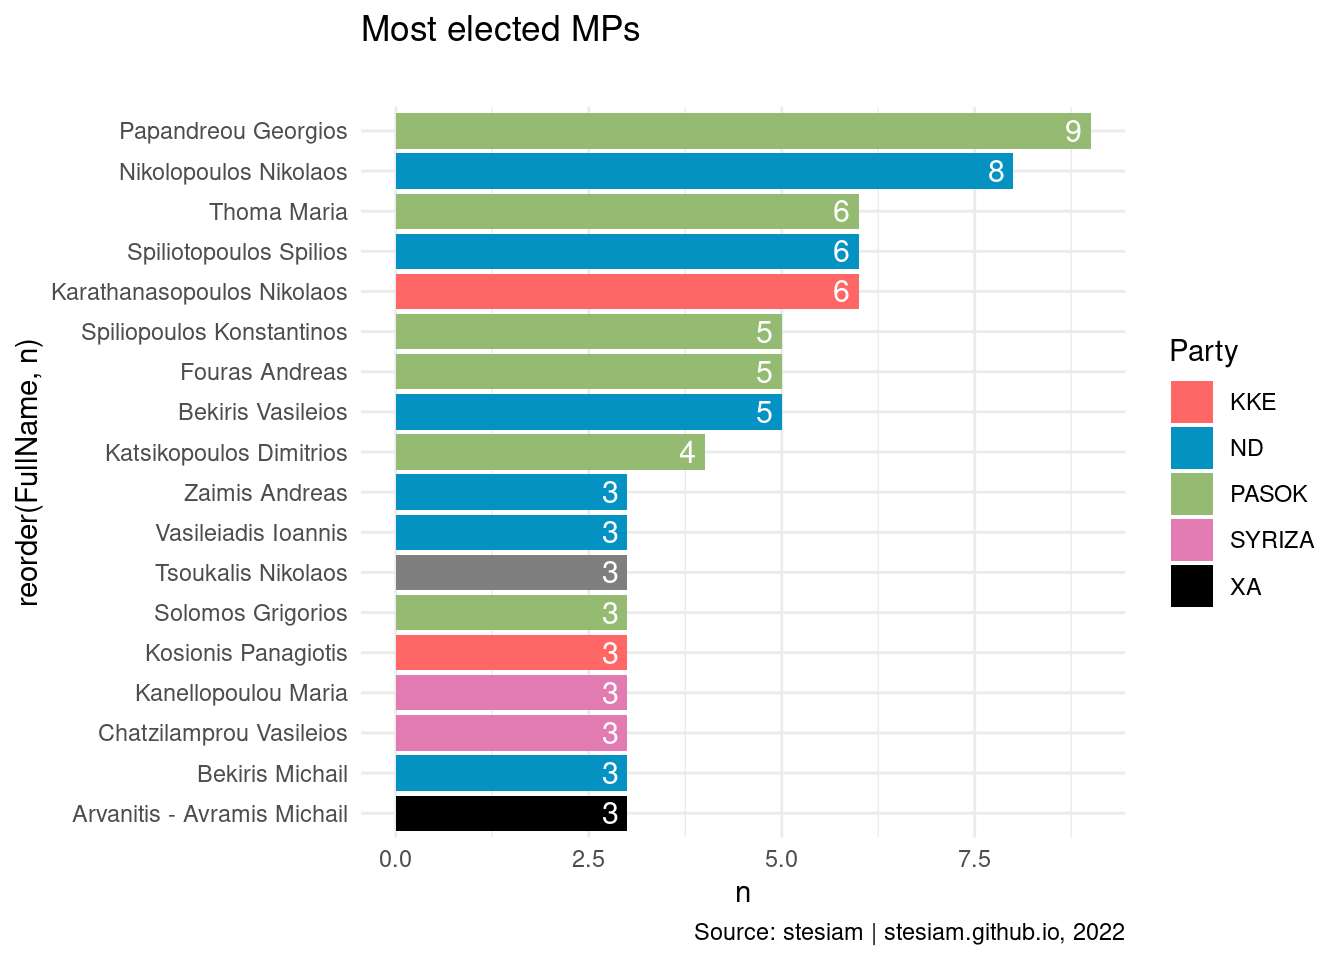 Most elected MPs
reorder(FullName, n)
Papandreou Georgios 9
Nikolopoulos Nikolaos 8
Thoma Maria 6
Spiliotopoulos Spilios 6
Karathanasopoulos Nikolaos 6
Spiliopoulos Konstantinos 5
Fouras Andreas 5
Bekiris Vasileios 5
Katsikopoulos Dimitrios 4
Zaimis Andreas 3
Vasileiadis Ioannis 3
Tsoukalis Nikolaos 3
Solomos Grigorios 3
Kosionis Panagiotis 3
Kanellopoulou Maria 3
Chatzilamprou Vasileios 3
Bekiris Michail 3
Arvanitis - Avramis Michail 3
0.0 2.5 5.0 7.5
n
Party
KKE
ND
PASOK
SYRIZA
XA
Source: stesiam | stesiam.github.io, 2022